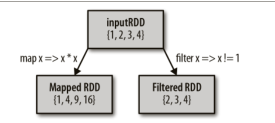 inputRDD
{1, 2, 3, 4}
map x => x * x
filter x => x != 1
Mapped RDD
{1, 4, 9, 16}
Filtered RDD
{2, 3, 4}